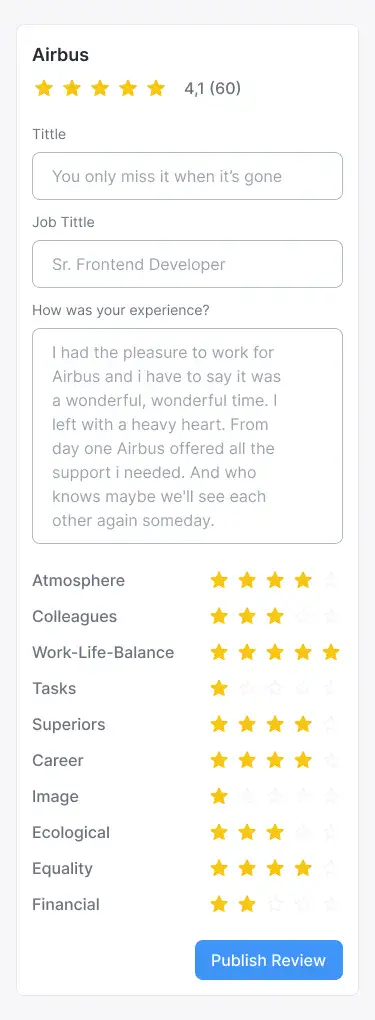 Airbus
4,1 (60)
Tittle
You only miss it when it’s gone
Job Tittle
Sr. Frontend Developer
How was your experience?
I had the pleasure to work for
Airbus and i have to say it was
a wonderful, wonderful time. I
left with a heavy heart. From
day one Airbus offered all the
support i needed. And who
knows maybe we'll see each
other again someday.
Atmosphere
Colleagues
Work-Life-Balance
Tasks
Superiors
Career
Image
Ecological
Equality
Financial
Publish Review